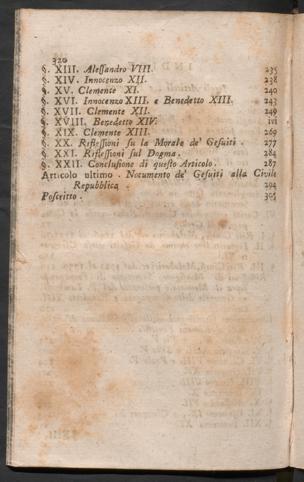 320
§. XIII. Alessandro VIII. 235
§. XIV. Innocenzo XII. 238
§. XV. Clemente XI. 240
§. XVI. Innocenzo XIII. e Benedetto XIII. 243
§. XVII. Clemente XII. 249
§. XVIII. Benedetto XIV. ivi
§. XIX. Clemente XIII. 269
§. XX. Riflessioni su la Morale de' Gesuiti. 277
§. XXI. Riflessioni sul Dogma. 284
§. XXII. Conclusione di questo Articolo. 287
Articolo ultimo. Nocumento de' Gesuiti alla Civile
Repubblica. 294
Poscritto. 305